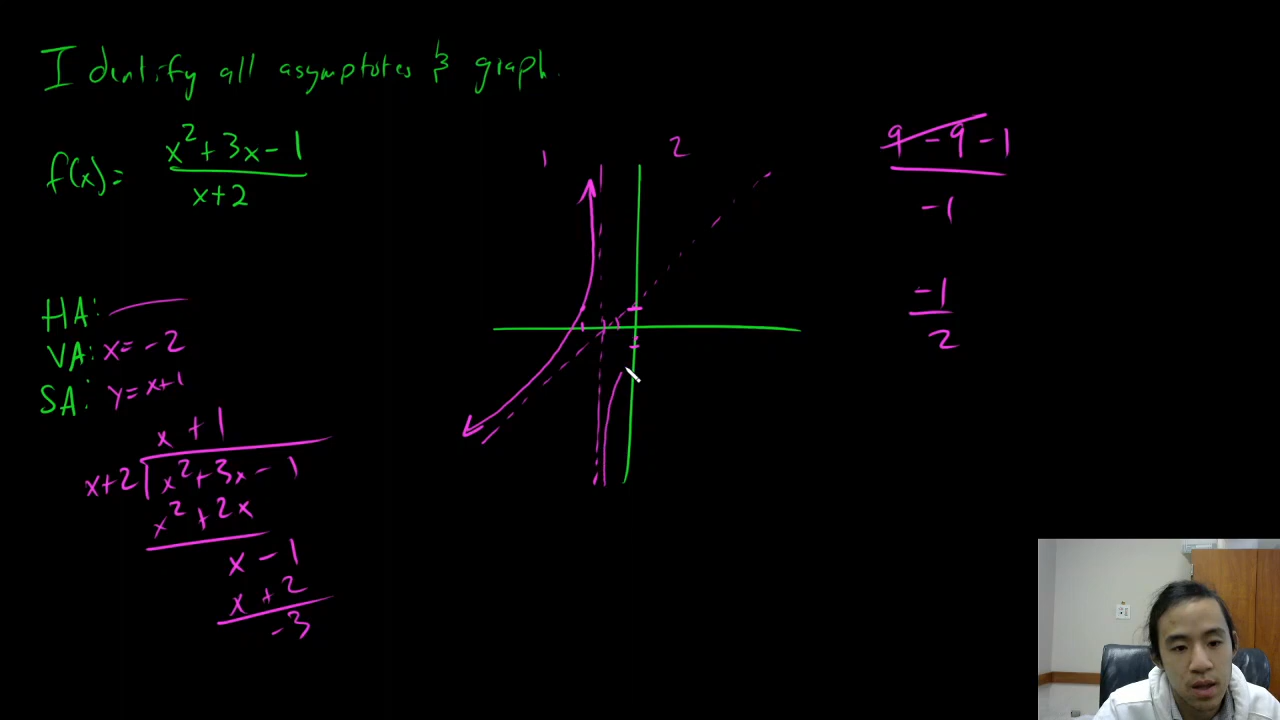 Identify all asymptotes & graph.
f(x) = x² + 3x - 1
x + 2
HA:
VA: x = -2
SA: y = x+1
x + 1
x+2 x² + 3x - 1
x² + 2x
x - 1
x + 2
-3
1
2
9 - 9 - 1
-1
-1
2